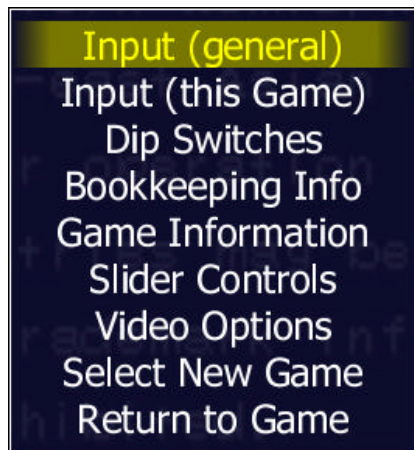 Input (general)
Input (this Game)
Dip Switches
Bookkeeping Info
Game Information
Slider Controls
Video Options
Select New Game
Return to Game